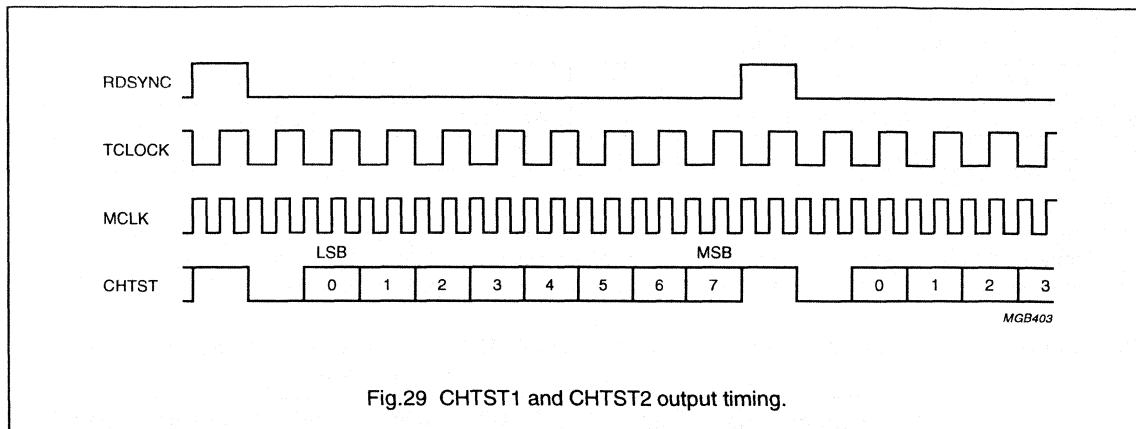 RDSYNC
TCLOCK
MCLK
LSB MSB
CHTST 0 1 2 3 4 5 6 7 0 1 2 3
MGB403
Fig.29 CHTST1 and CHTST2 output timing.